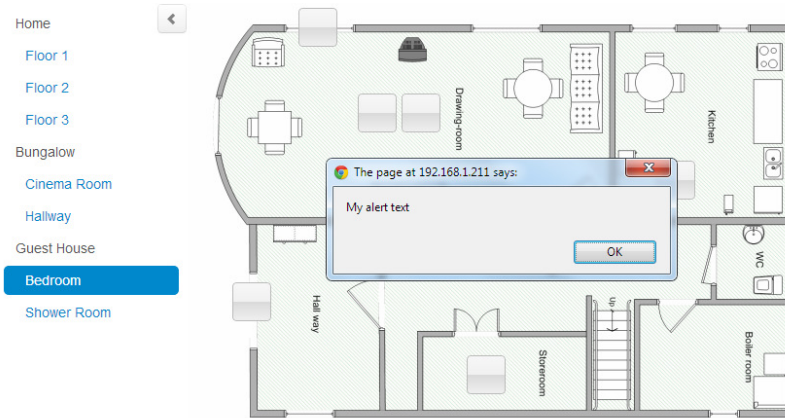 Home
Floor 1
Floor 2
Floor 3
Bungalow
Cinema Room
Hallway
Guest House
Bedroom
Shower Room
Drawing-room
Kitchen
The page at 192.168.1.211 says:
My alert text
OK
Hall way
Storeroom
Up
WC
Boiler room